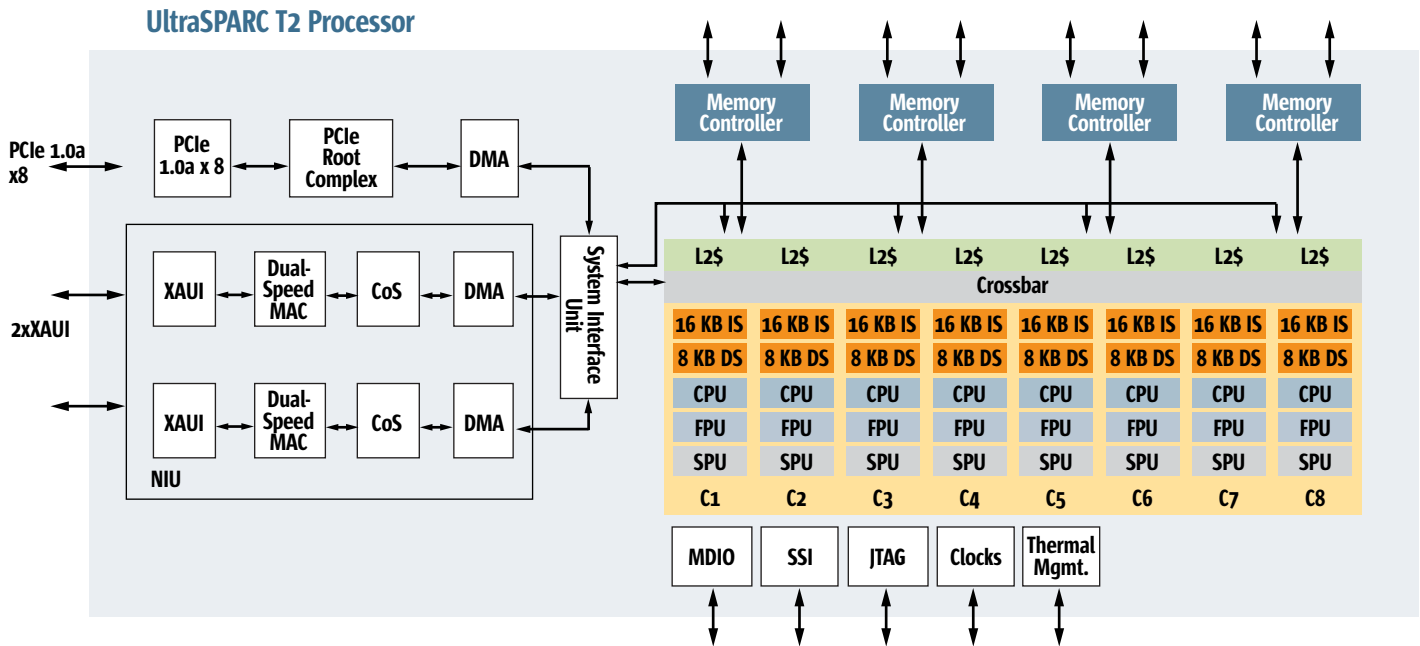 UltraSPARC T2 Processor
Memory
Controller
Memory
Controller
Memory
Controller
Memory
Controller
PCIe 1.0a
x8
PCIe
1.0a x 8
PCIe
Root
Complex
DMA
System Interface
Unit
XAUI
Dual-
Speed
MAC
CoS
DMA
2xXAUI
XAUI
Dual-
Speed
MAC
CoS
DMA
NIU
L2$ L2$ L2$ L2$ L2$ L2$ L2$ L2$
Crossbar
16 KB IS 16 KB IS 16 KB IS 16 KB IS 16 KB IS 16 KB IS 16 KB IS 16 KB IS
8 KB DS 8 KB DS 8 KB DS 8 KB DS 8 KB DS 8 KB DS 8 KB DS 8 KB DS
CPU CPU CPU CPU CPU CPU CPU CPU
FPU FPU FPU FPU FPU FPU FPU FPU
SPU SPU SPU SPU SPU SPU SPU SPU
C1 C2 C3 C4 C5 C6 C7 C8
MDIO
SSI
JTAG
Clocks
Thermal
Mgmt.